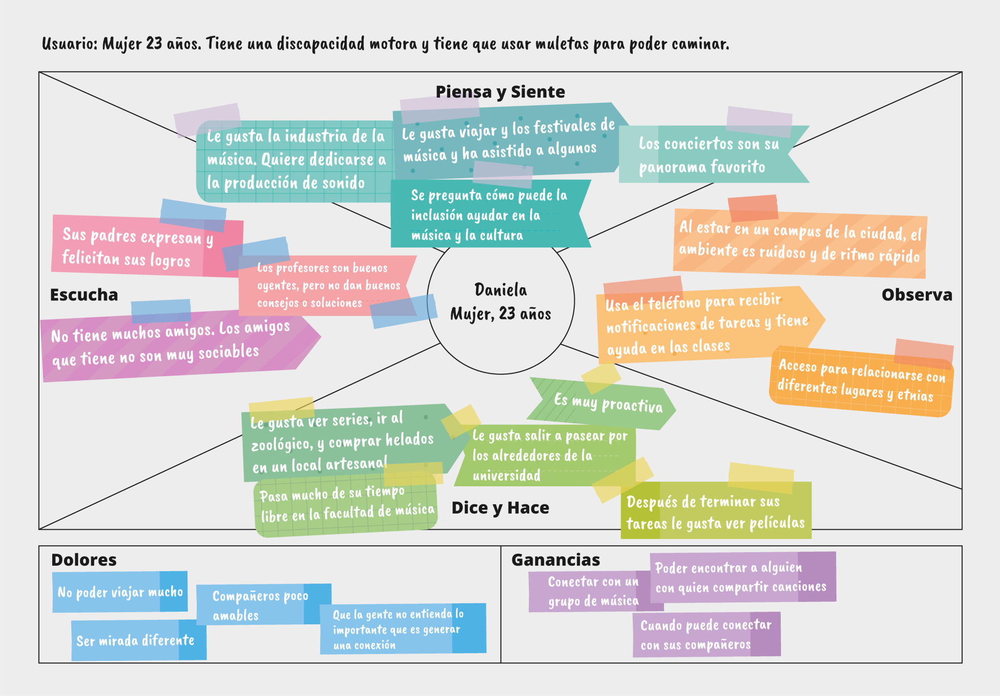 Usuario: Mujer 23 años. Tiene una discapacidad motora y tiene que usar muletas para poder caminar.
Piensa y Siente
Le gusta la industria de la
música. Quiere dedicarse a
la producción de sonido
Le gusta viajar y los festivales de
música y ha asistido a algunos
Los conciertos son su
panorama favorito
Se pregunta cómo puede la
inclusión ayudar en la
música y la cultura
Sus padres expresan y
felicitan sus logros
Los profesores son buenos
oyentes, pero no dan buenos
consejos o soluciones
Escucha
No tiene muchos amigos. Los amigos
que tiene no son muy sociables
Daniela
Mujer, 23 años
Al estar en un campus de la ciudad, el
ambiente es ruidoso y de ritmo rápido
Observa
Usa el teléfono para recibir
notificaciones de tareas y tiene
ayuda en las clases
Acceso para relacionarse con
diferentes lugares y etnias
Es muy proactiva
Le gusta ver series, ir al
zoológico, y comprar helados
en un local artesanal
Le gusta salir a pasear por
los alrededores de la
universidad
Pasa mucho de su tiempo
libre en la facultad de música
Dice y Hace
Después de terminar sus
tareas le gusta ver películas
Dolores
No poder viajar mucho
Compañeros poco
amables
Ser mirada diferente
Que la gente no entienda lo
importante que es generar
una conexión
Ganancias
Conectar con un
grupo de música
Poder encontrar a alguien
con quien compartir canciones
Cuando puede conectar
con sus compañeros